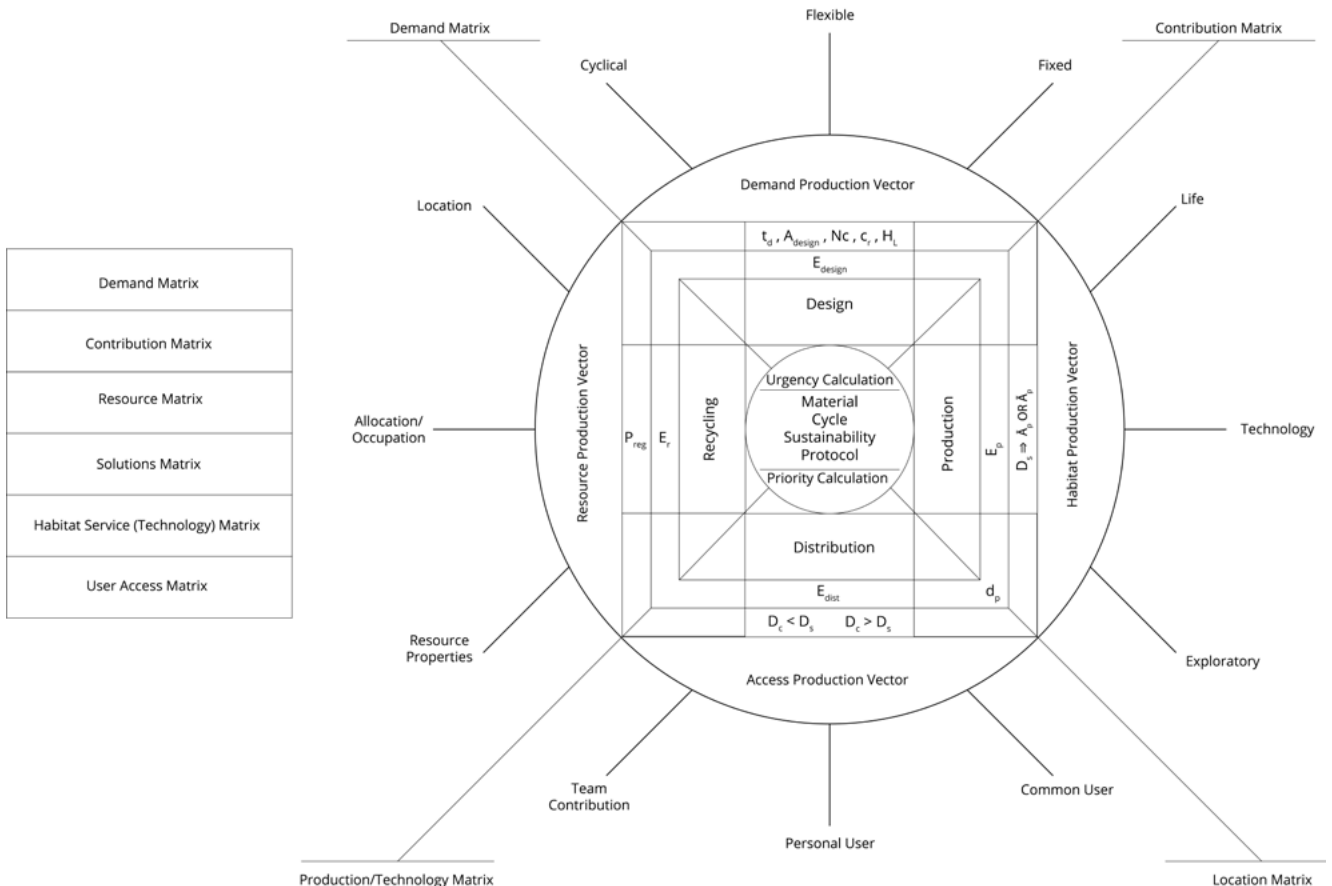 Flexible
Demand Matrix
Contribution Matrix
Cyclical
Fixed
Demand Production Vector
Location
Life
t_d , A_design , Nc , c_r , H_L
E_design
Design
Demand Matrix
Contribution Matrix
Resource Matrix
Solutions Matrix
Habitat Service (Technology) Matrix
User Access Matrix
Allocation/
Occupation
Resource Production Vector
P_reg
E_r
Recycling
Urgency Calculation
Material
Cycle
Sustainability
Protocol
Priority Calculation
Production
E_p
D_s ⇒ Ā_p OR Ā_p
Habitat Production Vector
Technology
Distribution
E_dist
d_p
D_c < D_s D_c > D_s
Resource
Properties
Exploratory
Access Production Vector
Team
Contribution
Common User
Personal User
Production/Technology Matrix
Location Matrix